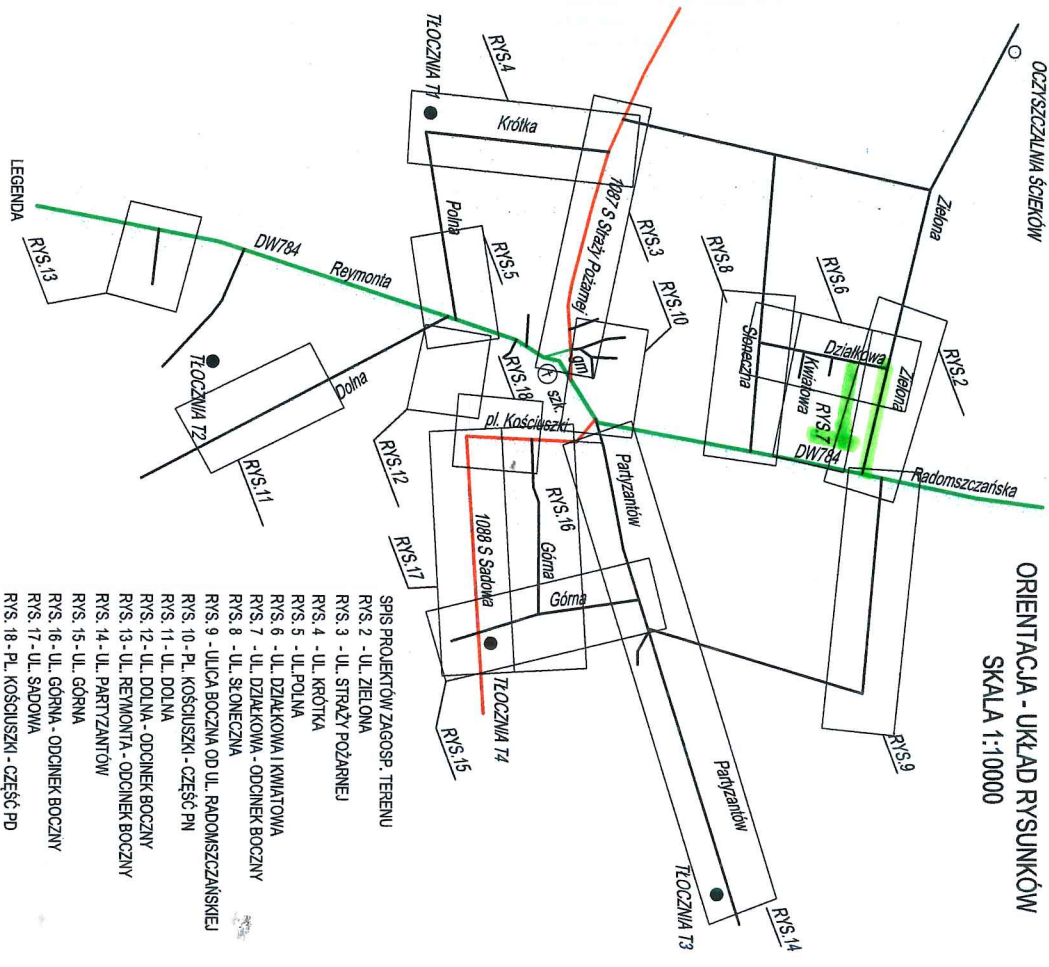 OCZYSZCZALNIA ŚCIEKÓW
ORIENTACJA - UKŁAD RYSUNKÓW
SKALA 1:10000
RYS.4
TŁOCZNIA T1
Krótka
1087 S Straży Pożarnej
RYS.3
Zielona
RYS.8
RYS.6
RYS.2
Działkowa
Zielona
Słoneczna
Kwiatowa
RYS.7
DW784
Radomszczańska
RYS.10
Polna
RYS.5
gm
szk.
RYS.18
DW784
Reymonta
RYS.13
TŁOCZNIA T2
Dolna
RYS.11
RYS.12
pl. Kościuszki
Partyzantów
RYS.16
Górna
Górna
1088 S Sadowa
RYS.17
TŁOCZNIA T4
RYS.15
RYS.9
Partyzantów
TŁOCZNIA T3
RYS.14
LEGENDA
SPIS PROJEKTÓW ZAGOSP. TERENU
RYS. 2 - UL. ZIELONA
RYS. 3 - UL. STRAŻY POŻARNEJ
RYS. 4 - UL. KRÓTKA
RYS. 5 - UL.POLNA
RYS. 6 - UL. DZIAŁKOWA I KWIATOWA
RYS. 7 - UL. DZIAŁKOWA - ODCINEK BOCZNY
RYS. 8 - UL. SŁONECZNA
RYS. 9 - ULICA BOCZNA OD UL. RADOMSZCZAŃSKIEJ
RYS. 10 - PL. KOŚCIUSZKI - CZĘŚĆ PN
RYS. 11 - UL. DOLNA
RYS. 12 - UL. DOLNA - ODCINEK BOCZNY
RYS. 13 - UL. REYMONTA - ODCINEK BOCZNY
RYS. 14 - UL. PARTYZANTÓW
RYS. 15 - UL. GÓRNA
RYS. 16 - UL. GÓRNA - ODCINEK BOCZNY
RYS. 17 - UL. SADOWA
RYS. 18 - PL. KOŚCIUSZKI - CZĘŚĆ PD